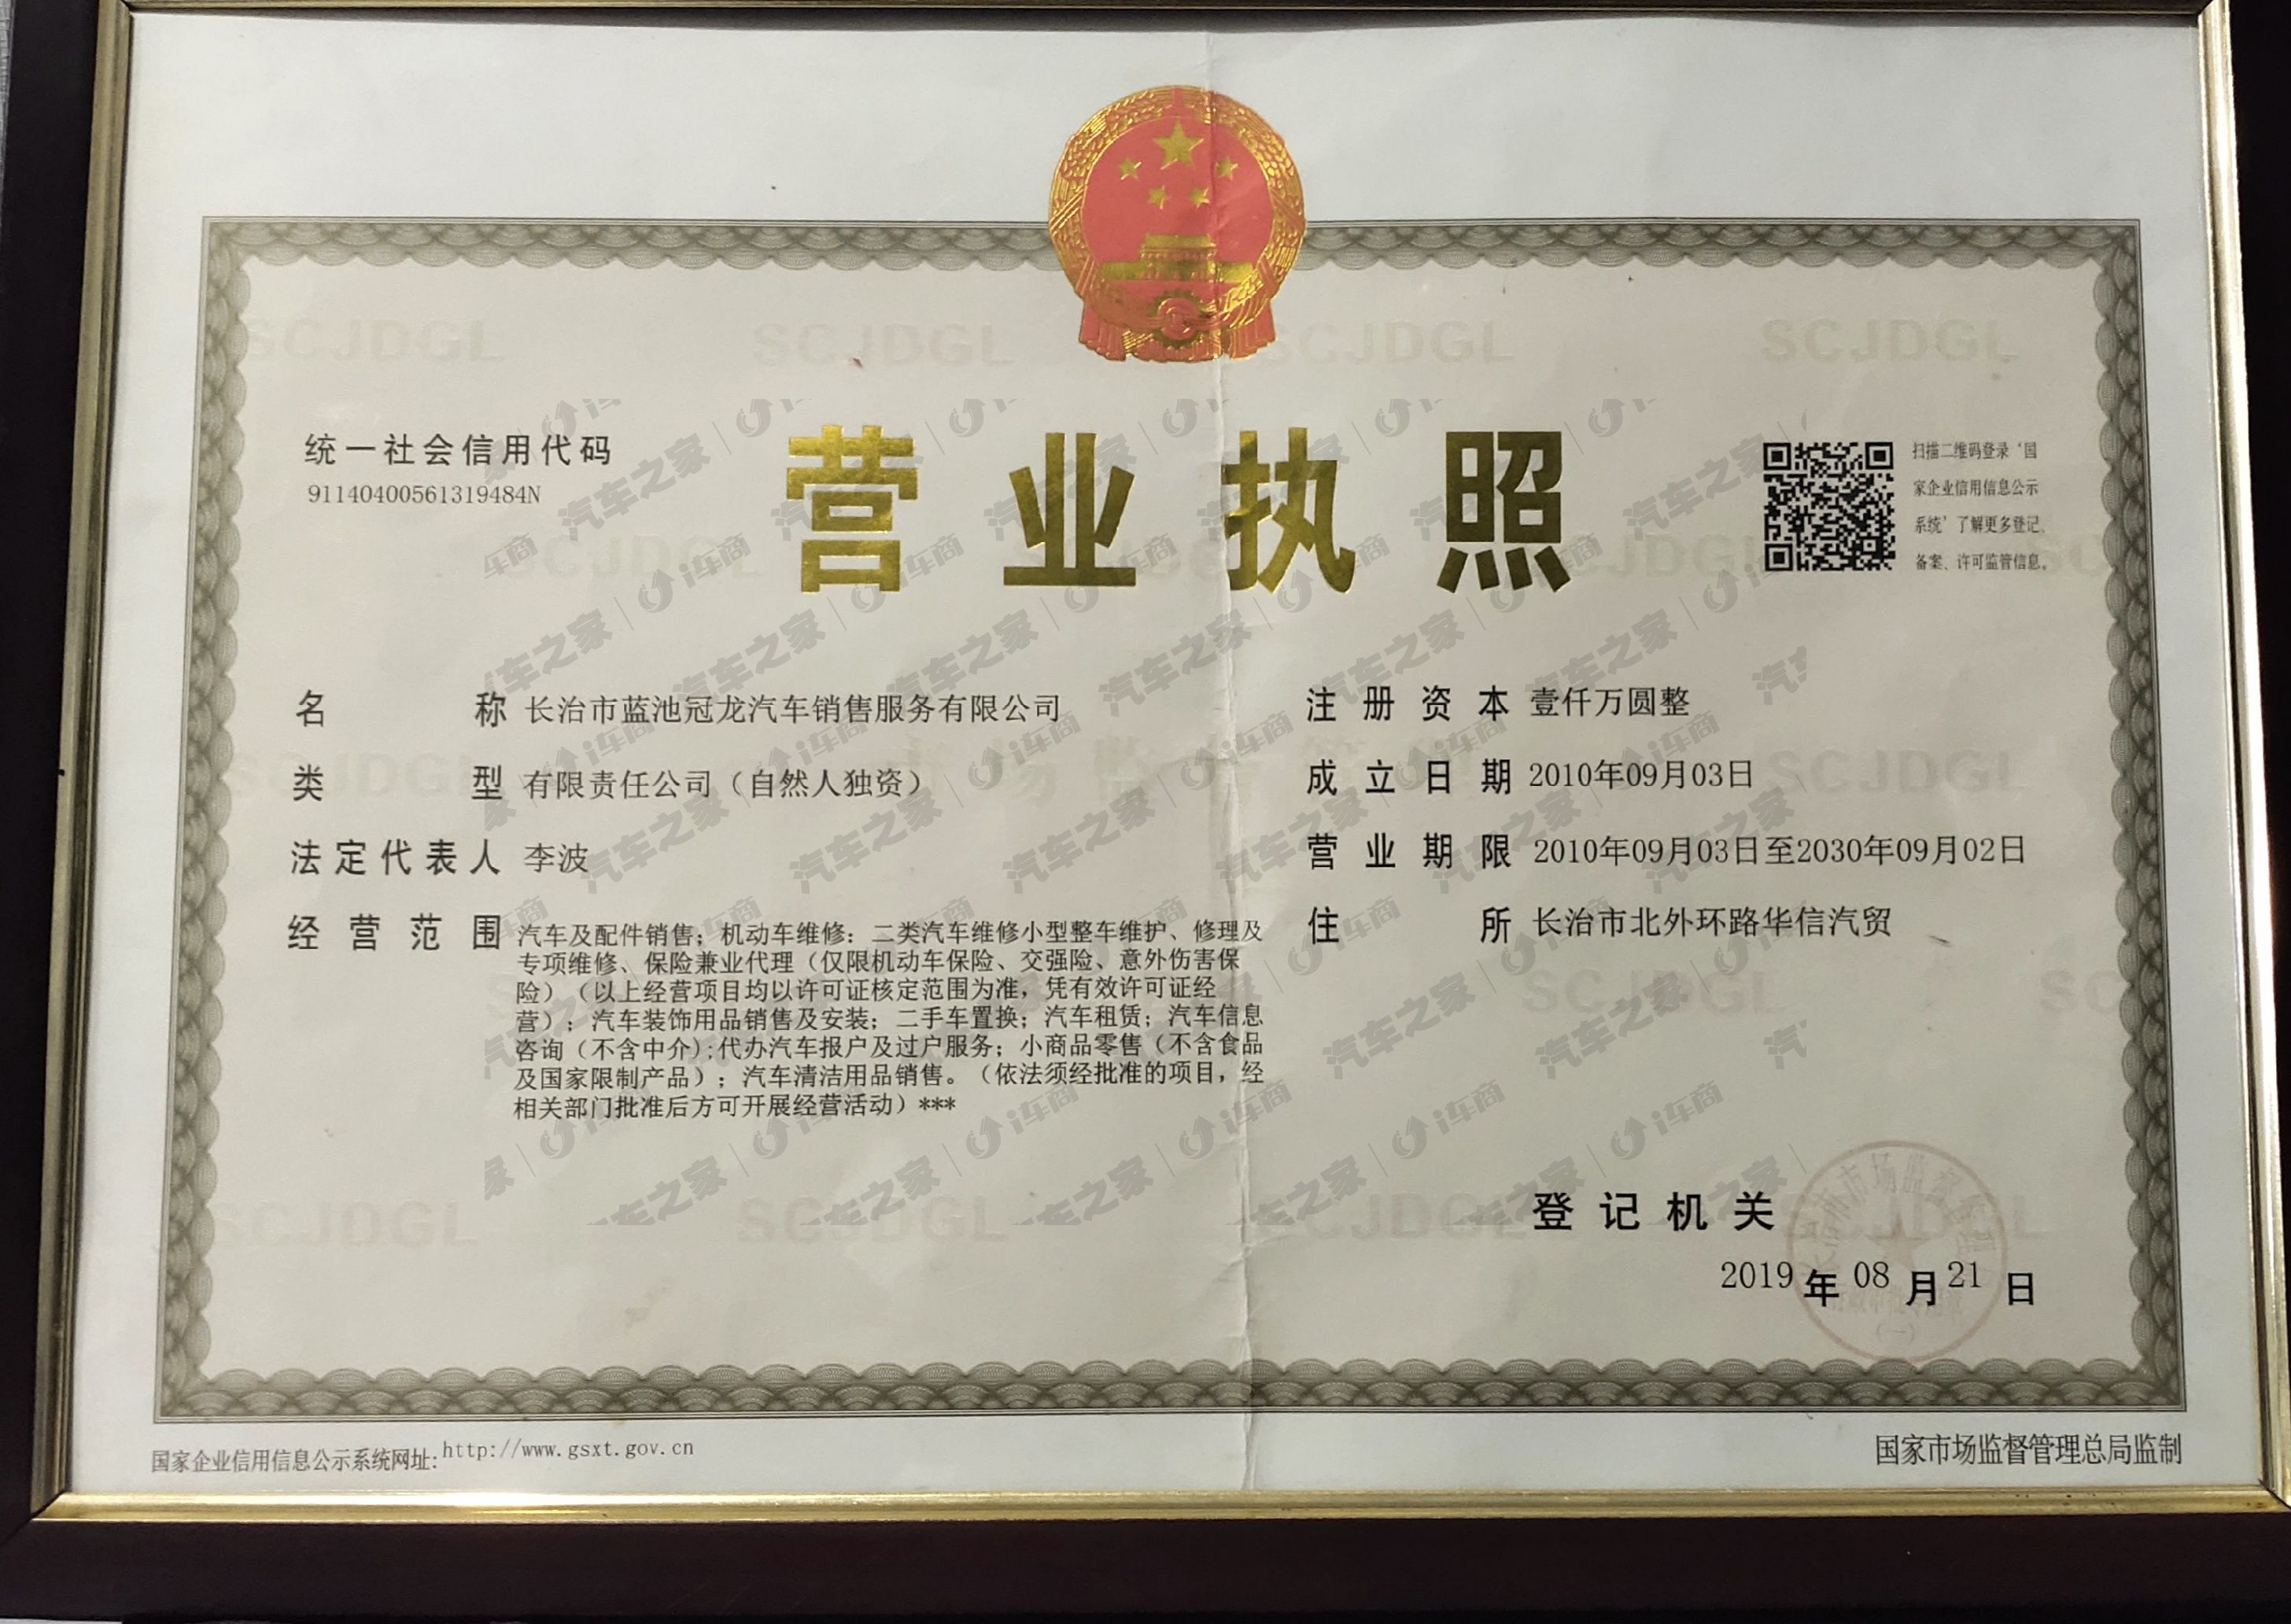 统一社会信用代码
91140400561319484N
营业执照
扫描二维码登录‘国
家企业信用信息公示
系统’了解更多登记、
备案、许可监管信息。
名称 长治市蓝池冠龙汽车销售服务有限公司
类型 有限责任公司（自然人独资）
法定代表人 李波
经营范围 汽车及配件销售；机动车维修：二类汽车维修小型整车维护、修理及
专项维修、保险兼业代理（仅限机动车保险、交强险、意外伤害保
险）（以上经营项目均以许可证核定范围为准，凭有效许可证经
营）；汽车装饰用品销售及安装；二手车置换；汽车租赁；汽车信息
咨询（不含中介);代办汽车报户及过户服务；小商品零售（不含食品
及国家限制产品）；汽车清洁用品销售。（依法须经批准的项目，经
相关部门批准后方可开展经营活动）***
注册资本 壹仟万圆整
成立日期 2010年09月03日
营业期限 2010年09月03日至2030年09月02日
住所 长治市北外环路华信汽贸
登记机关
2019年08月21日
国家企业信用信息公示系统网址:http://www.gsxt.gov.cn
国家市场监督管理总局监制
SCJDGL
汽车之家 | i车商